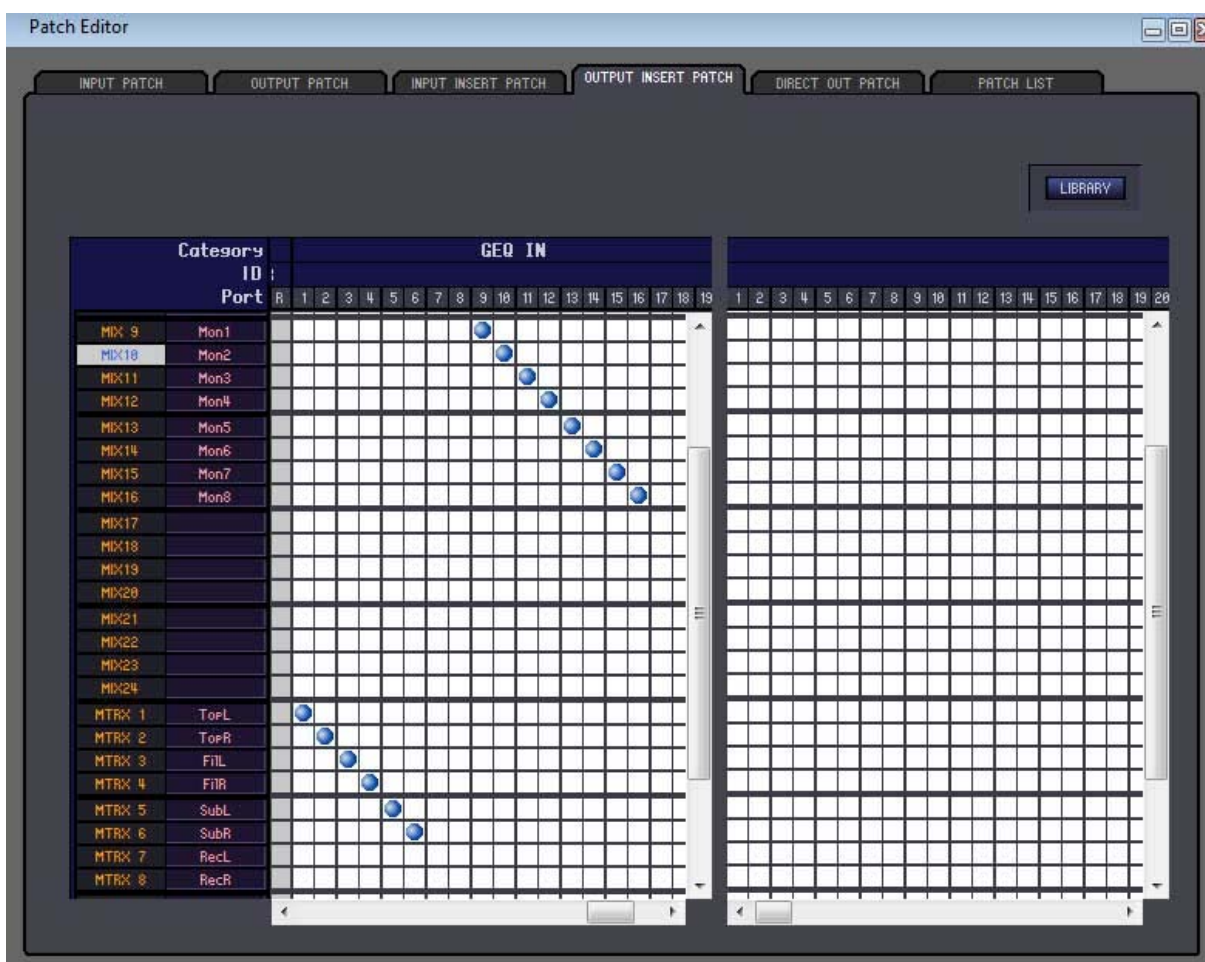 Patch Editor
INPUT PATCH OUTPUT PATCH INPUT INSERT PATCH OUTPUT INSERT PATCH DIRECT OUT PATCH PATCH LIST
LIBRARY
Category GEQ IN
ID
Port R 1 2 3 4 5 6 7 8 9 10 11 12 13 14 15 16 17 18 19 1 2 3 4 5 6 7 8 9 10 11 12 13 14 15 16 17 18 19 20
MIX 9 Mon1
MIX10 Mon2
MIX11 Mon3
MIX12 Mon4
MIX13 Mon5
MIX14 Mon6
MIX15 Mon7
MIX16 Mon8
MIX17
MIX18
MIX19
MIX20
MIX21
MIX22
MIX23
MIX24
MTRX 1 TopL
MTRX 2 TopR
MTRX 3 FilL
MTRX 4 FilR
MTRX 5 SubL
MTRX 6 SubR
MTRX 7 RecL
MTRX 8 RecR